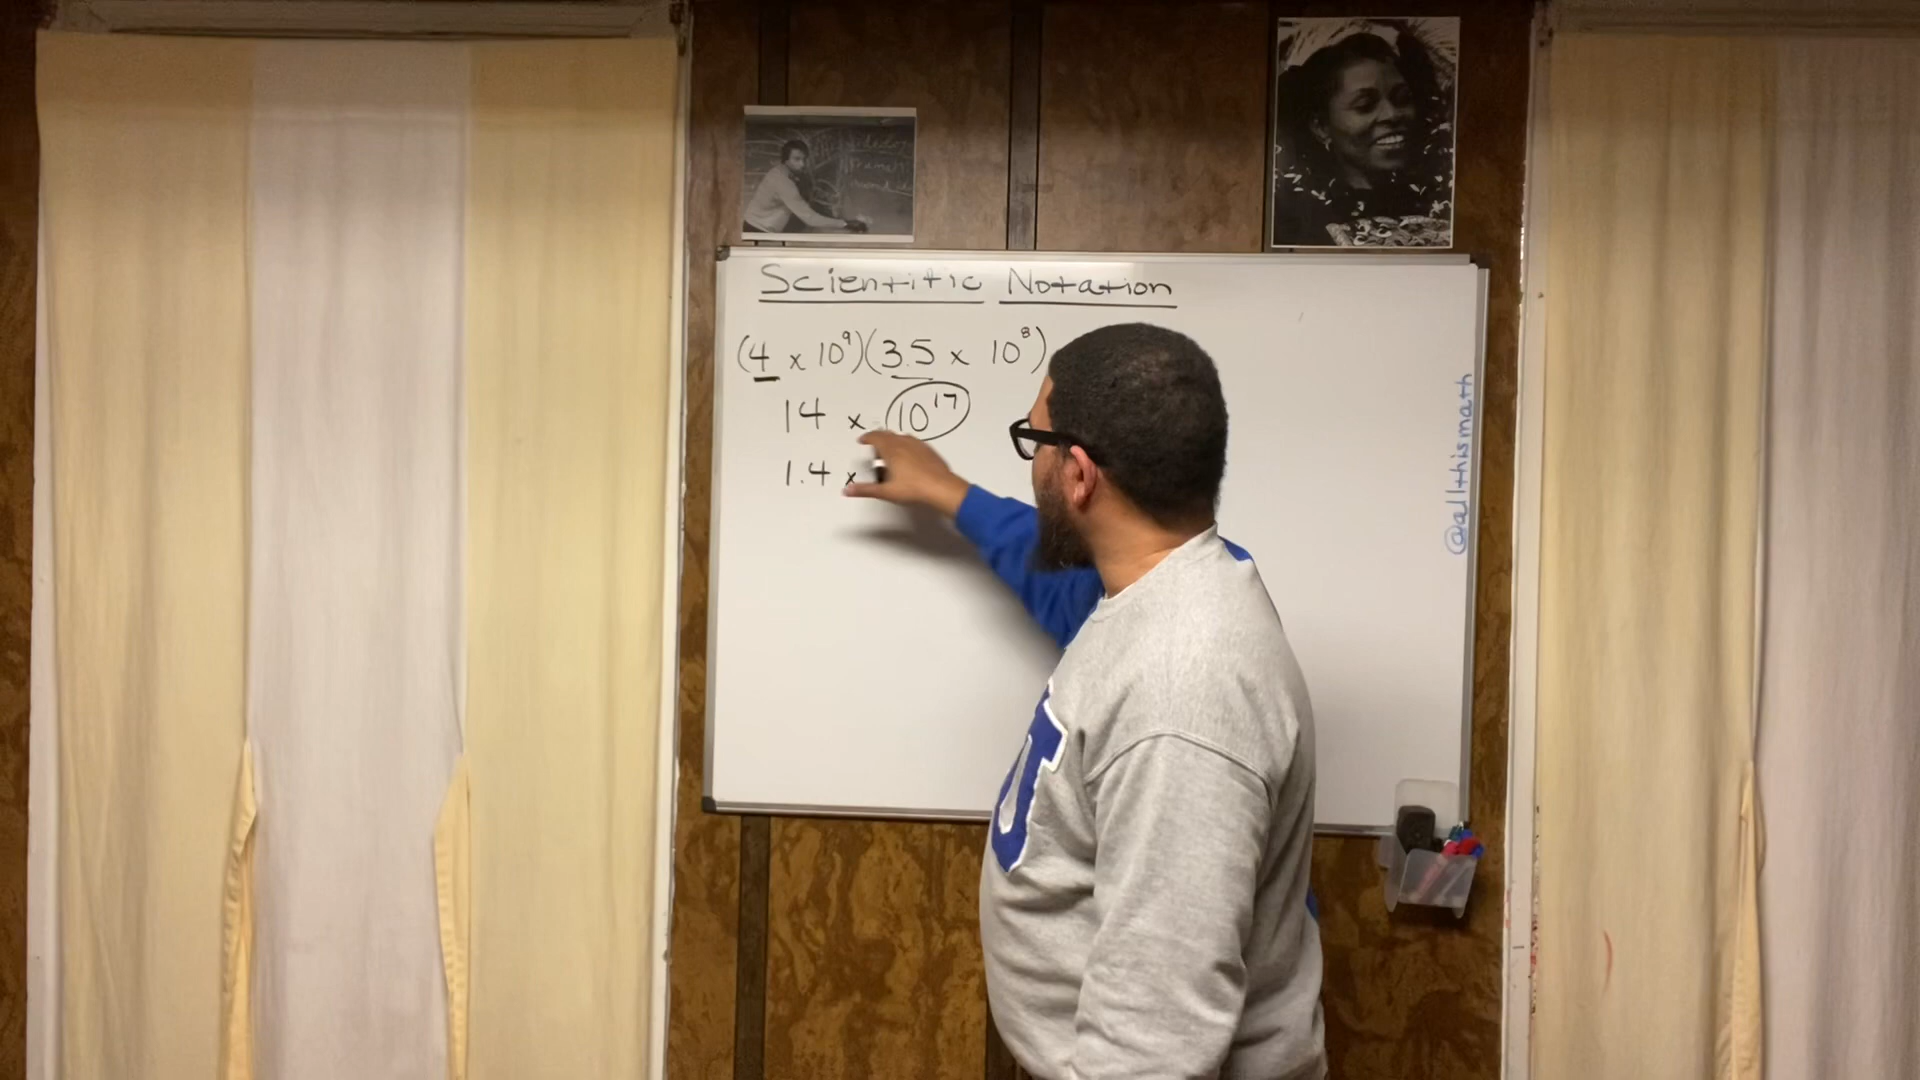 Scientific Notation
(4 x 10⁹)(3.5 x 10⁸)
14 x 10¹⁷
1.4 x
@allthismath